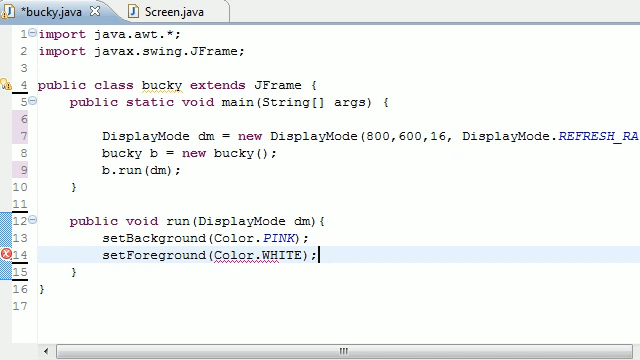 *bucky.java Screen.java
1 import java.awt.*;
2 import javax.swing.JFrame;
3
4 public class bucky extends JFrame {
5 public static void main(String[] args) {
6
7 DisplayMode dm = new DisplayMode(800,600,16, DisplayMode.REFRESH_RA
8 bucky b = new bucky();
9 b.run(dm);
10 }
11
12 public void run(DisplayMode dm){
13 setBackground(Color.PINK);
14 setForeground(Color.WHITE);
15 }
16 }
17